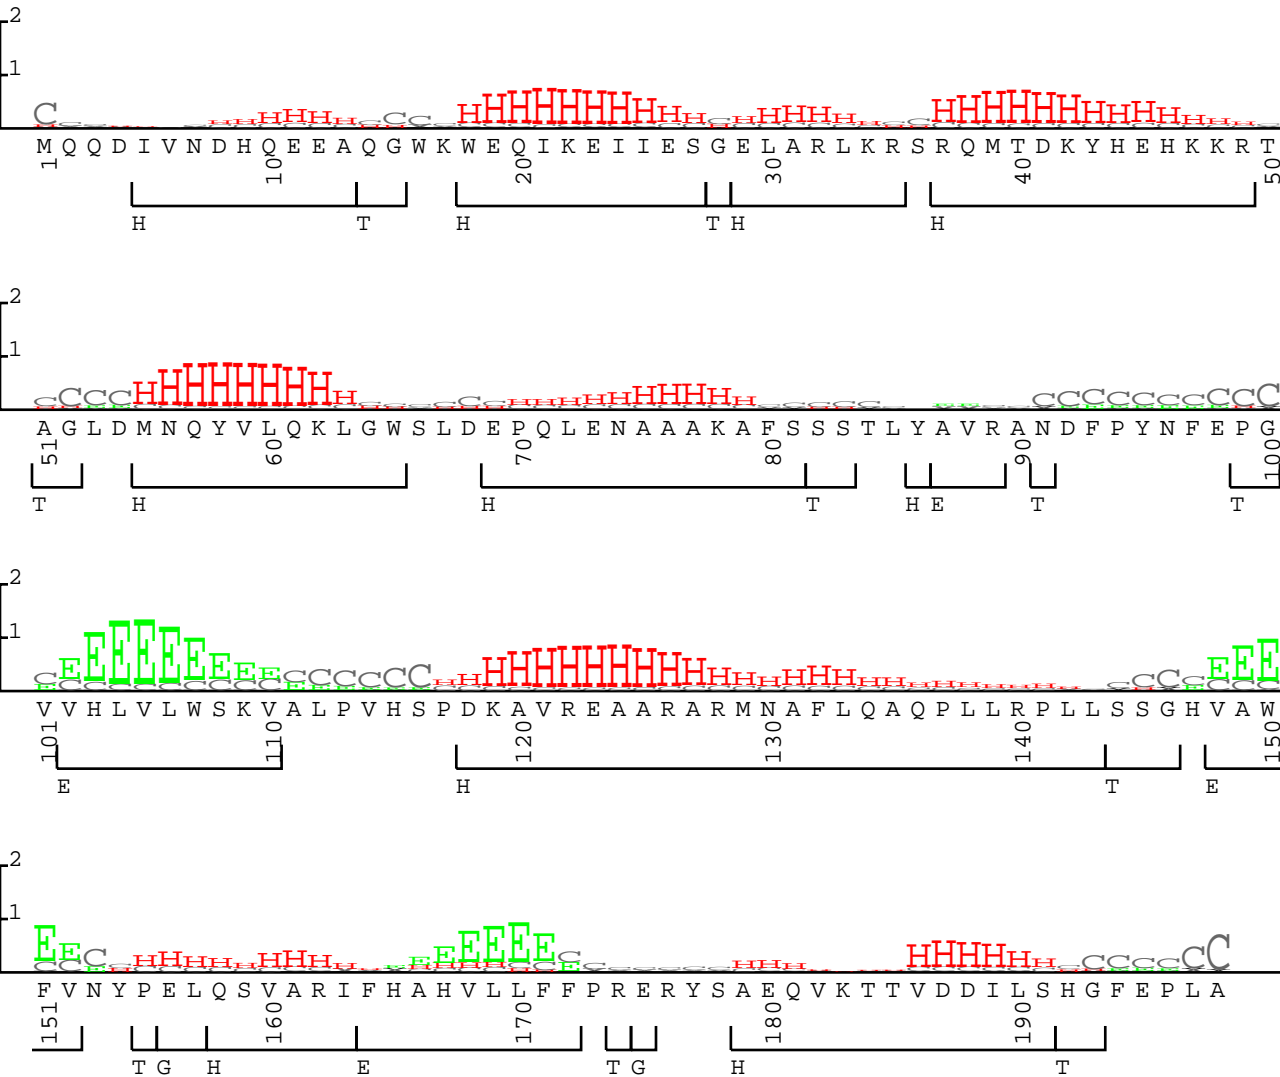 2
1
C H H H H C C H H H H H H H H H H H H H H H C H H H H H H H H H H
M Q Q D I V N D H Q E E A Q G W K W E Q I K E I I E S G E L A R L K R S R Q M T D K Y H E H K K R T
1 10 20 30 40 50
H T H T H H
2
1
C C C C H H H H H H H H H C H H H H H H H H C C C C C C C C C C
A G L D M N Q Y V L Q K L G W S L D E P Q L E N A A A K A F S S S T L Y A V R A N D F P Y N F E P G
51 60 70 80 90 100
T H H T H E T T
2
1
C E E E E E E E E E C C C C C C H H H H H H H H H H H H H H H H H H C C C E E E
V V H L V L W S K V A L P V H S P D K A V R E A A R A R M N A F L Q A Q P L L R P L L S S G H V A W
101 110 120 130 140 150
E H T E
2
1
E E C H H H H H H H E E E E E E C H H H H H H H H H C C C C C C
F V N Y P E L Q S V A R I F H A H V L L F F P R E R Y S A E Q V K T T V D D I L S H G F E P L A
151 160 170 180 190
T G H E T G H T